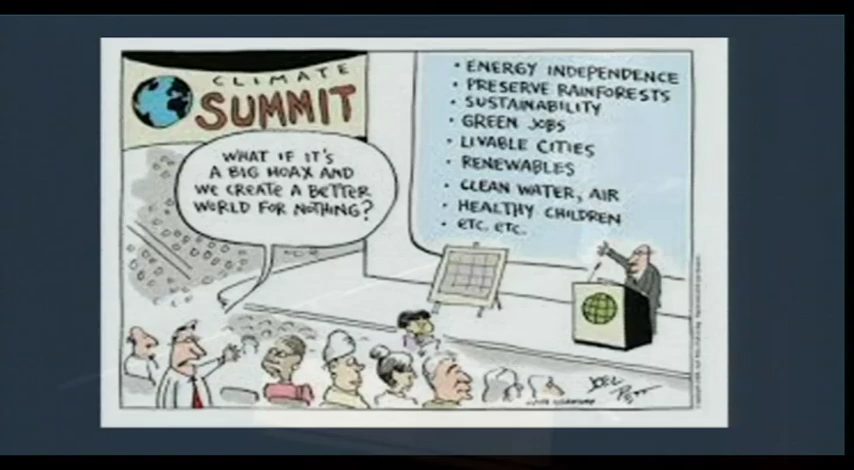 CLIMATE
SUMMIT
WHAT IF IT'S
A BIG HOAX AND
WE CREATE A BETTER
WORLD FOR NOTHING?
• ENERGY INDEPENDENCE
• PRESERVE RAINFORESTS
• SUSTAINABILITY
• GREEN JOBS
• LIVABLE CITIES
• RENEWABLES
• CLEAN WATER, AIR
• HEALTHY CHILDREN
• ETC. ETC.
JOEL